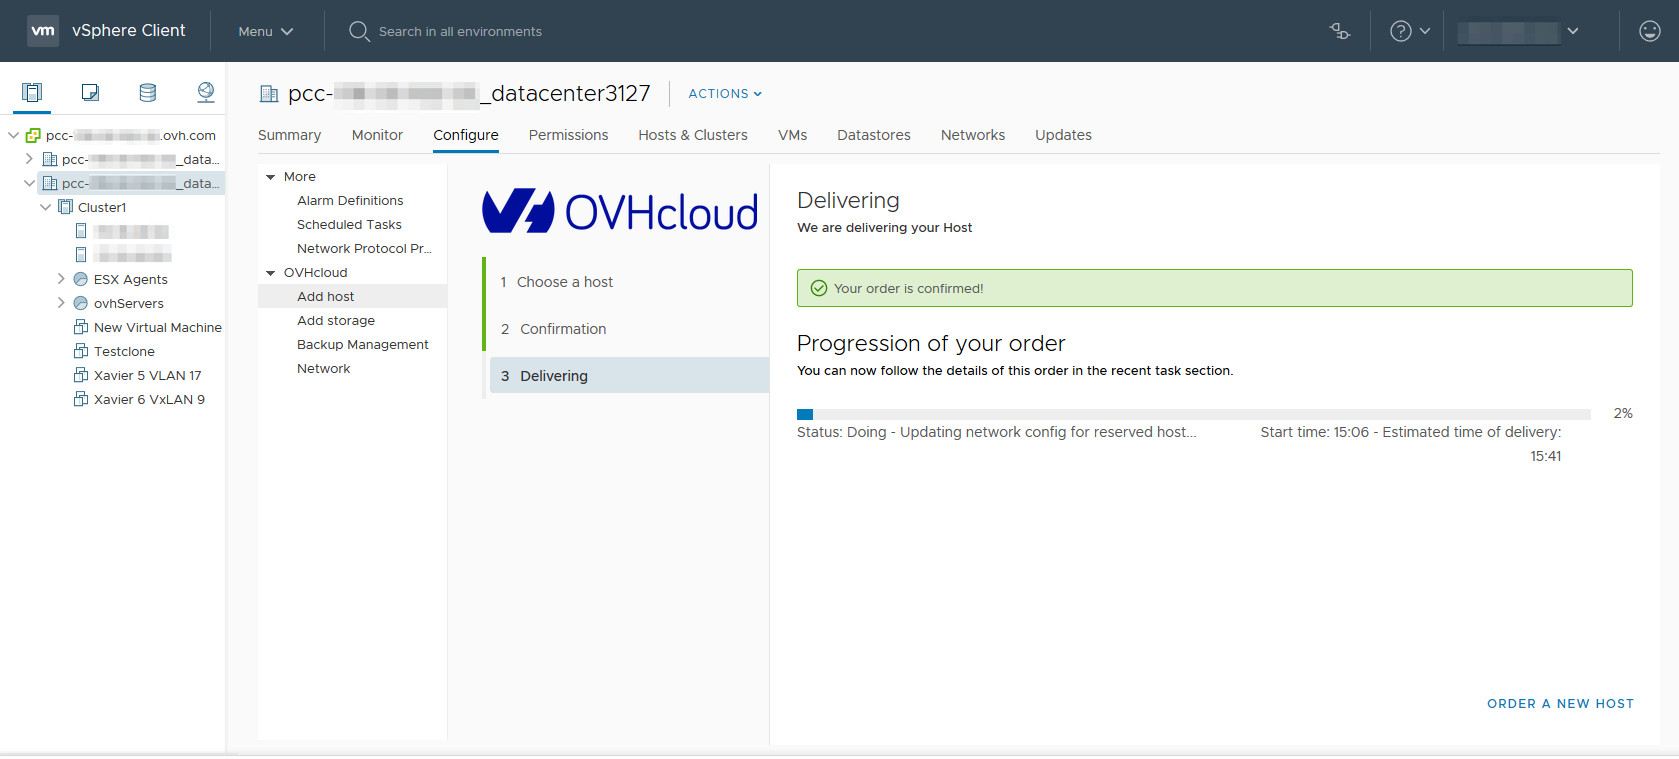 vm vSphere Client Menu Search in all environments
pcc- _datacenter3127 ACTIONS
Summary Monitor Configure Permissions Hosts & Clusters VMs Datastores Networks Updates
pcc- .ovh.com
pcc- _data...
pcc- _data...
Cluster1
ESX Agents
ovhServers
New Virtual Machine
Testclone
Xavier 5 VLAN 17
Xavier 6 VxLAN 9
More
Alarm Definitions
Scheduled Tasks
Network Protocol Pr...
OVHcloud
Add host
Add storage
Backup Management
Network
OVHcloud
1 Choose a host
2 Confirmation
3 Delivering
Delivering
We are delivering your Host
Your order is confirmed!
Progression of your order
You can now follow the details of this order in the recent task section.
2%
Status: Doing - Updating network config for reserved host...
Start time: 15:06 - Estimated time of delivery:
15:41
ORDER A NEW HOST